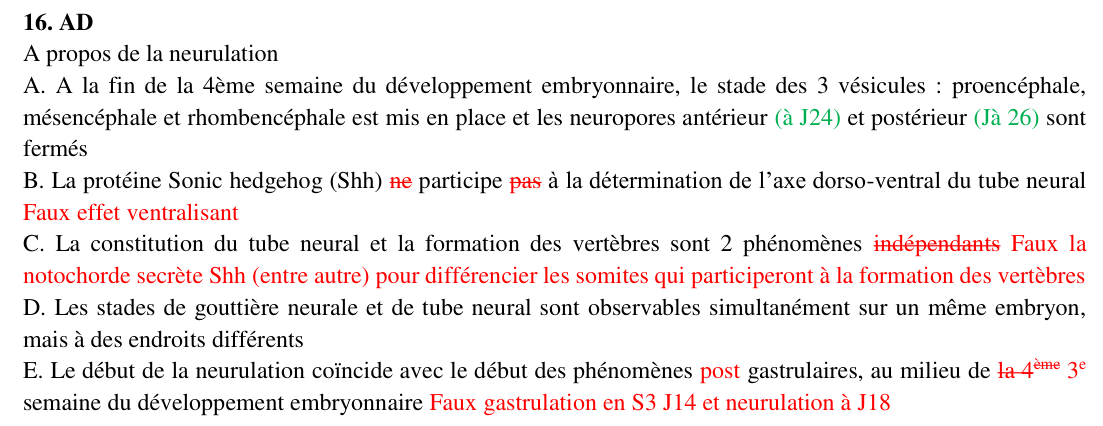 16. AD
A propos de la neurulation
A. A la fin de la 4ème semaine du développement embryonnaire, le stade des 3 vésicules : proencéphale,
mésencéphale et rhombencéphale est mis en place et les neuropores antérieur (à J24) et postérieur (Jà 26) sont
fermés
B. La protéine Sonic hedgehog (Shh) ne participe pas à la détermination de l’axe dorso-ventral du tube neural
Faux effet ventralisant
C. La constitution du tube neural et la formation des vertèbres sont 2 phénomènes indépendants Faux la
notochorde secrète Shh (entre autre) pour différencier les somites qui participeront à la formation des vertèbres
D. Les stades de gouttière neurale et de tube neural sont observables simultanément sur un même embryon,
mais à des endroits différents
E. Le début de la neurulation coïncide avec le début des phénomènes post gastrulaires, au milieu de la 4ème 3e
semaine du développement embryonnaire Faux gastrulation en S3 J14 et neurulation à J18